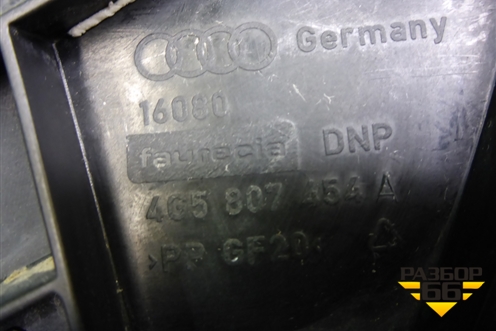 Germany
16080
faurecia DNP
4G5 807 454 A
>PP GF20<
РАЗБОР
66